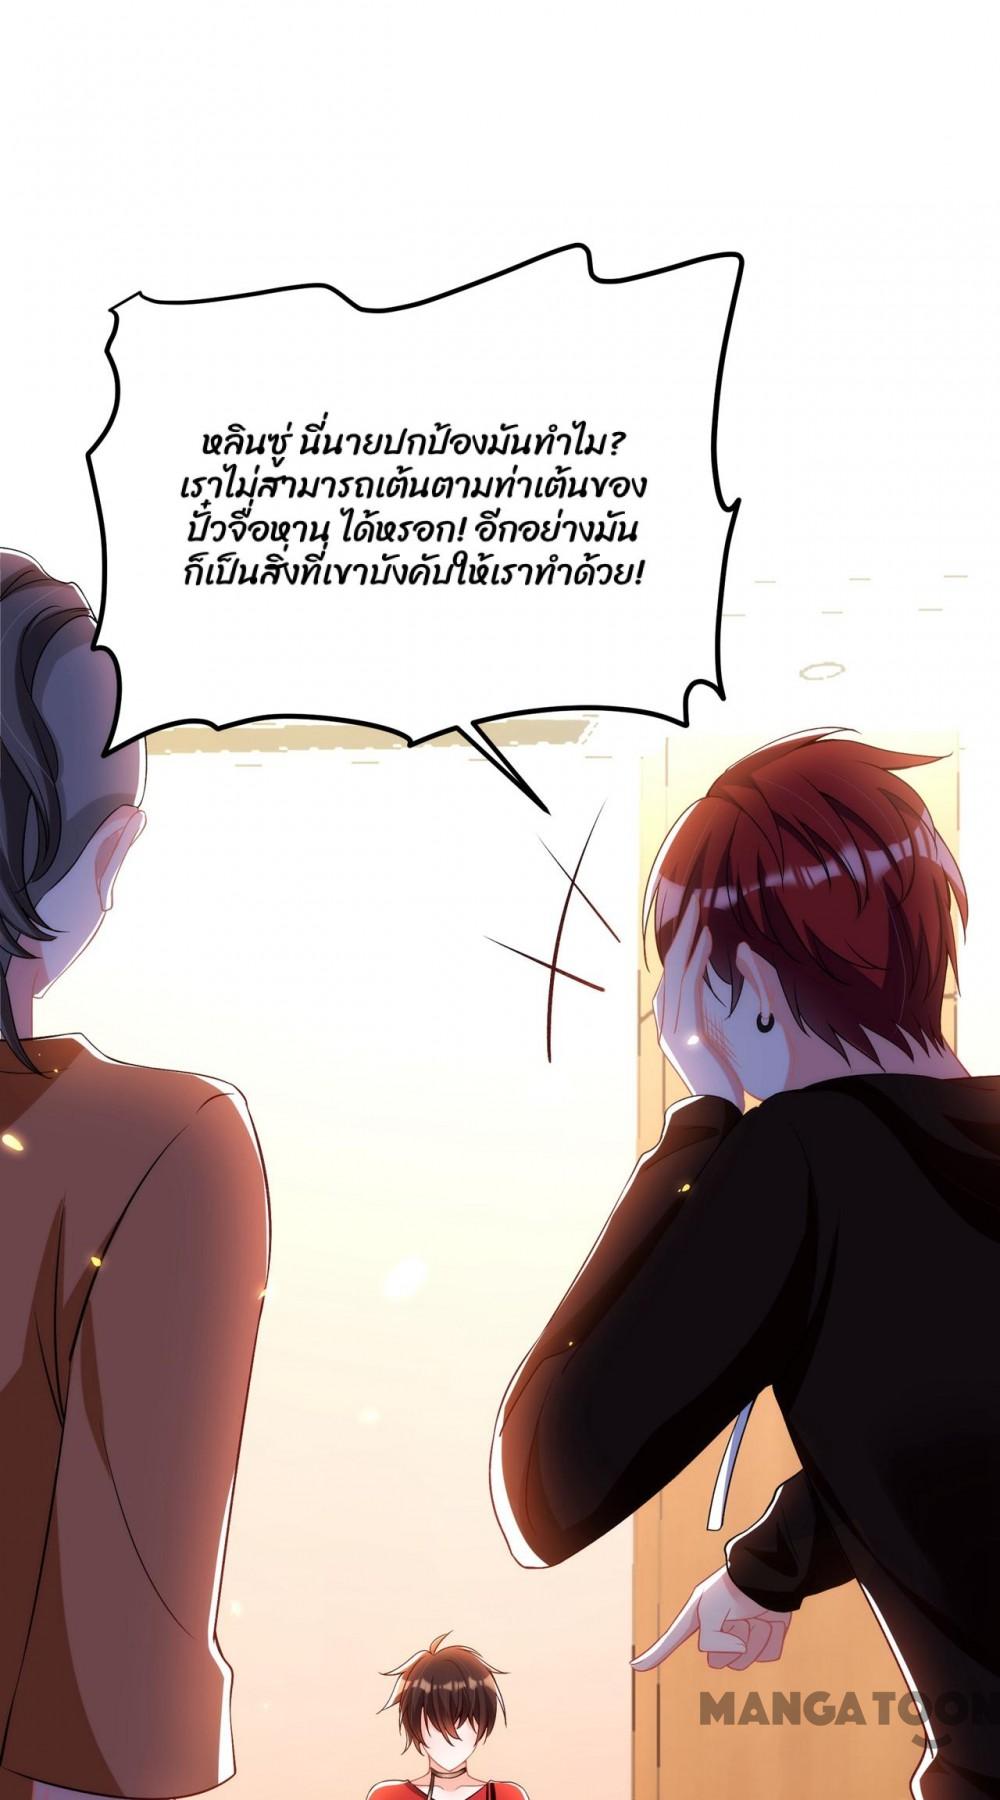 หลินซู่ นี่นายปกป้องมันทำไม?
เราไม่สามารถเต้นตามท่าเต้นของ
ปั๋วจื่อหาน ได้หรอก! อีกอย่างมัน
ก็เป็นสิ่งที่เขาบังคับให้เราทำด้วย!
MANGATOON